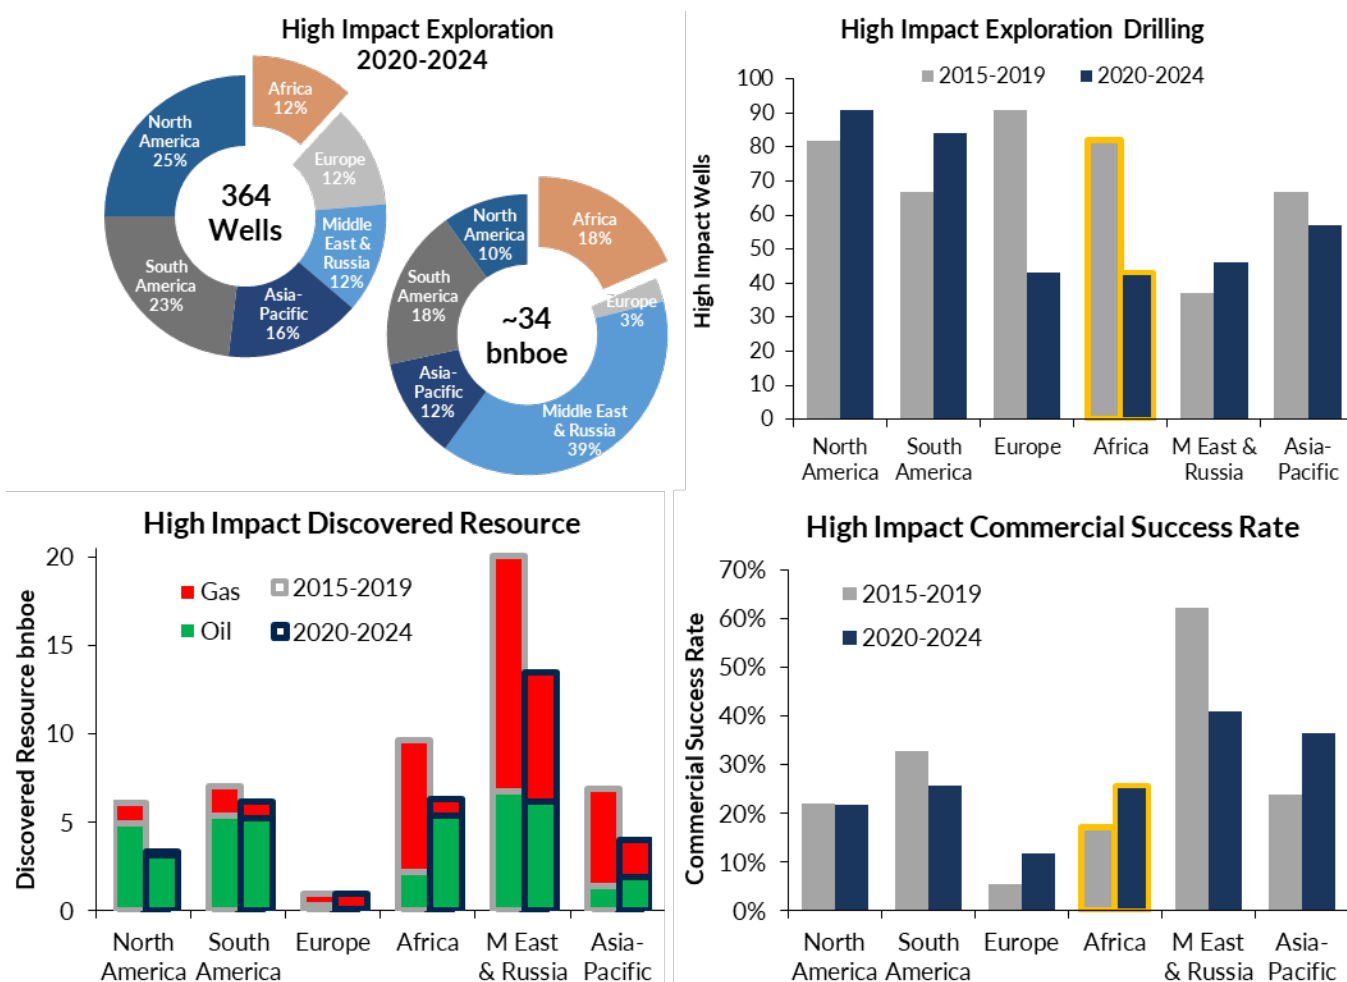 High Impact Exploration
2020-2024
Africa
12%
North
America
25%
Europe
12%
364
Wells
Middle
East &
Russia
12%
South
America
23%
Asia-
Pacific
16%
North
America
10%
Africa
18%
South
America
18%
Europe
3%
~34
bnboe
Asia-
Pacific
12%
Middle East
& Russia
39%
High Impact Exploration Drilling
2015-2019
2020-2024
High Impact Wells
100
90
80
70
60
50
40
30
20
10
0
North
America
South
America
Europe
Africa
M East &
Russia
Asia-
Pacific
High Impact Discovered Resource
Gas
2015-2019
Oil
2020-2024
Discovered Resource bnboe
20
15
10
5
0
North
America
South
America
Europe
Africa
M East
& Russia
Asia-
Pacific
High Impact Commercial Success Rate
2015-2019
2020-2024
Commercial Success Rate
70%
60%
50%
40%
30%
20%
10%
0%
North
America
South
America
Europe
Africa
M East
& Russia
Asia-
Pacific